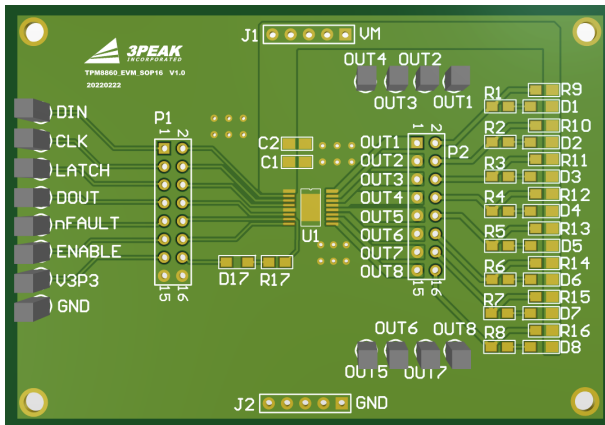 3PEAK
INCORPORATED
TPM8860_EVM_SOP16 V1.0
20220222
J1
VM
OUT4 OUT2
OUT3 OUT1
DIN
CLK
LATCH
DOUT
nFAULT
ENABLE
V3P3
GND
P1
1 2
15 16
C2
C1
U1
D17 R17
1 2
P2
OUT1
OUT2
OUT3
OUT4
OUT5
OUT6
OUT7
OUT8
15 16
R9
R1 D1
R10
R2 D2
R11
R3 D3
R12
R4 D4
R13
R5 D5
R14
R6 D6
R15
R7 D7
R16
R8 D8
OUT6 OUT8
OUT5 OUT7
J2
GND